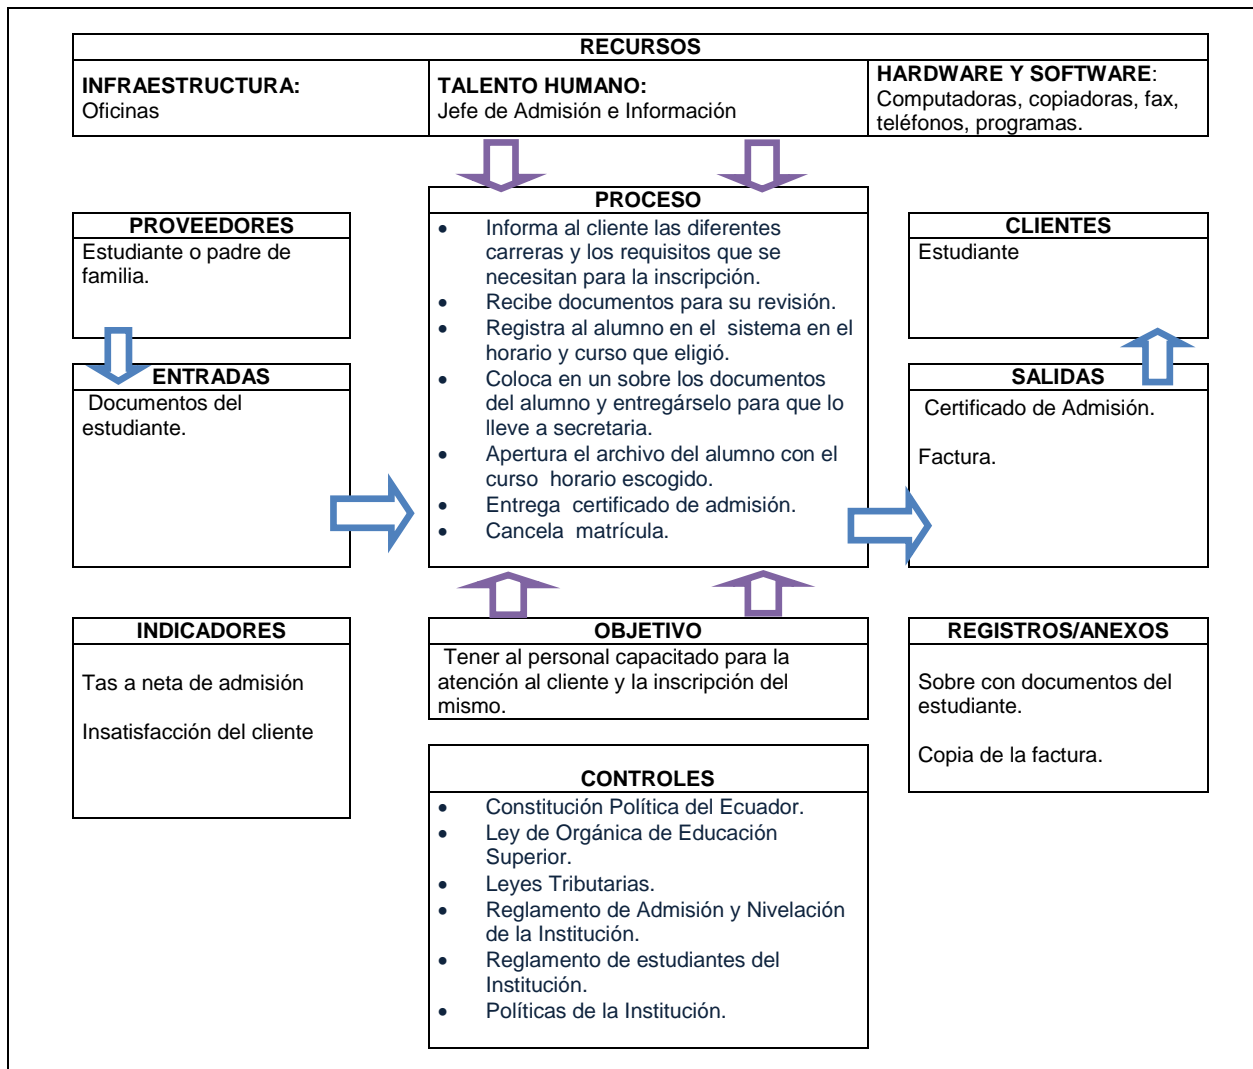 RECURSOS
INFRAESTRUCTURA:
Oficinas
TALENTO HUMANO:
Jefe de Admisión e Información
HARDWARE Y SOFTWARE:
Computadoras, copiadoras, fax,
teléfonos, programas.
PROVEEDORES
Estudiante o padre de
familia.
ENTRADAS
Documentos del
estudiante.
PROCESO
• Informa al cliente las diferentes
carreras y los requisitos que se
necesitan para la inscripción.
• Recibe documentos para su revisión.
• Registra al alumno en el sistema en el
horario y curso que eligió.
• Coloca en un sobre los documentos
del alumno y entregárselo para que lo
lleve a secretaria.
• Apertura el archivo del alumno con el
curso horario escogido.
• Entrega certificado de admisión.
• Cancela matrícula.
CLIENTES
Estudiante
SALIDAS
Certificado de Admisión.
Factura.
INDICADORES
Tas a neta de admisión
Insatisfacción del cliente
OBJETIVO
Tener al personal capacitado para la
atención al cliente y la inscripción del
mismo.
REGISTROS/ANEXOS
Sobre con documentos del
estudiante.
Copia de la factura.
CONTROLES
• Constitución Política del Ecuador.
• Ley de Orgánica de Educación
Superior.
• Leyes Tributarias.
• Reglamento de Admisión y Nivelación
de la Institución.
• Reglamento de estudiantes del
Institución.
• Políticas de la Institución.